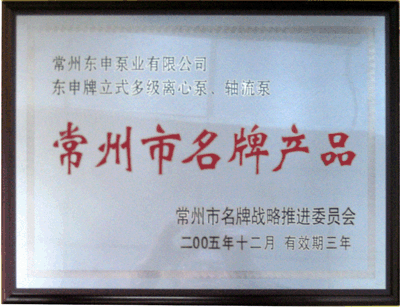 常州东申泵业有限公司
东申牌立式多级离心泵、轴流泵
常州市名牌产品
常州市名牌战略推进委员会
二00五年十二月 有效期三年